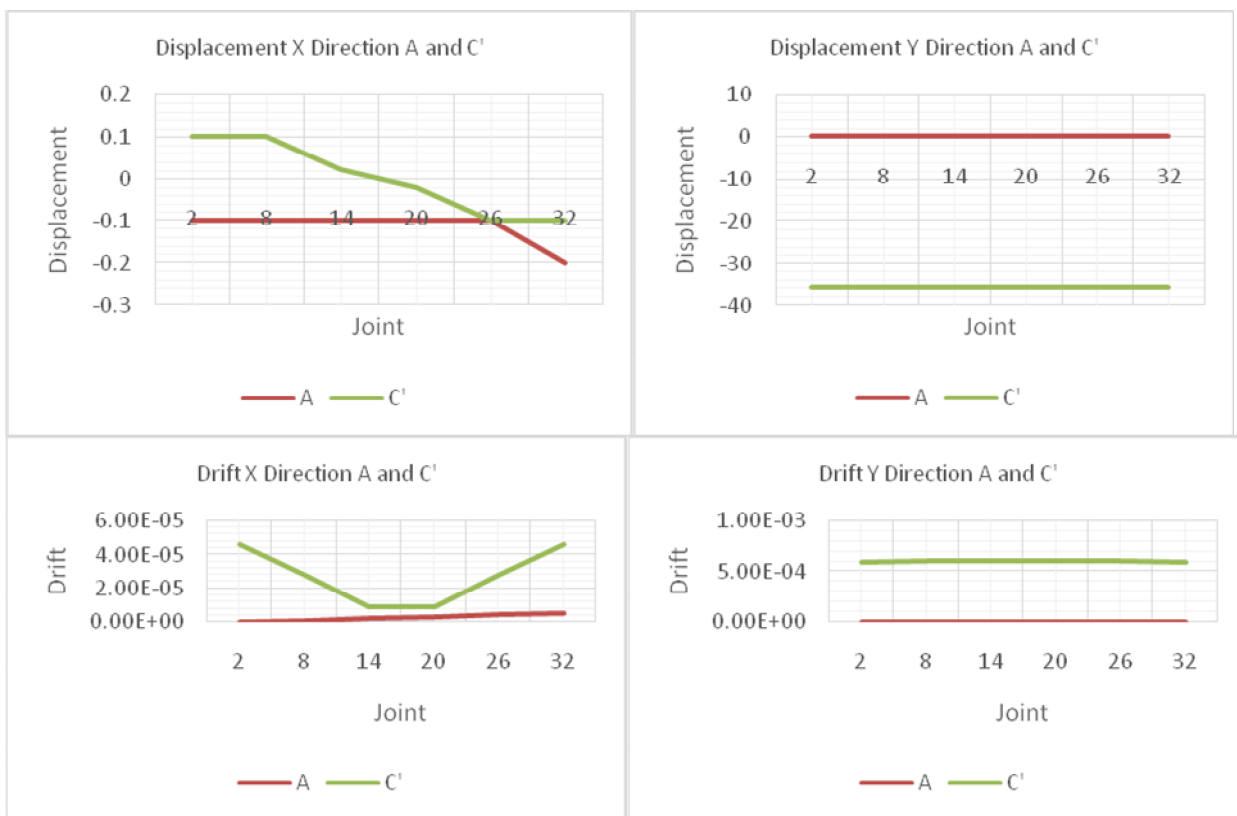 Displacement X Direction A and C'
0.2
0.1
0
-0.1
-0.2
-0.3
Displacement
2 8 14 20 26 32
Joint
A C'
Displacement Y Direction A and C'
10
0
-10
-20
-30
-40
Displacement
2 8 14 20 26 32
Joint
A C'
Drift X Direction A and C'
6.00E-05
4.00E-05
2.00E-05
0.00E+00
Drift
2 8 14 20 26 32
Joint
A C'
Drift Y Direction A and C'
1.00E-03
5.00E-04
0.00E+00
Drift
2 8 14 20 26 32
Joint
A C'